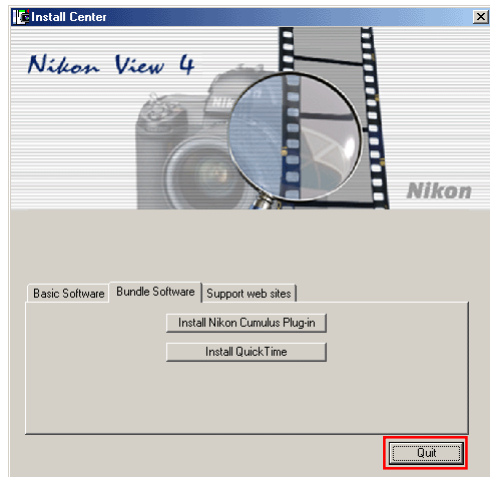 Install Center
Nikon View 4
NIK
Nikon
Basic Software Bundle Software Support web sites
Install Nikon Cumulus Plug-in
Install QuickTime
Quit